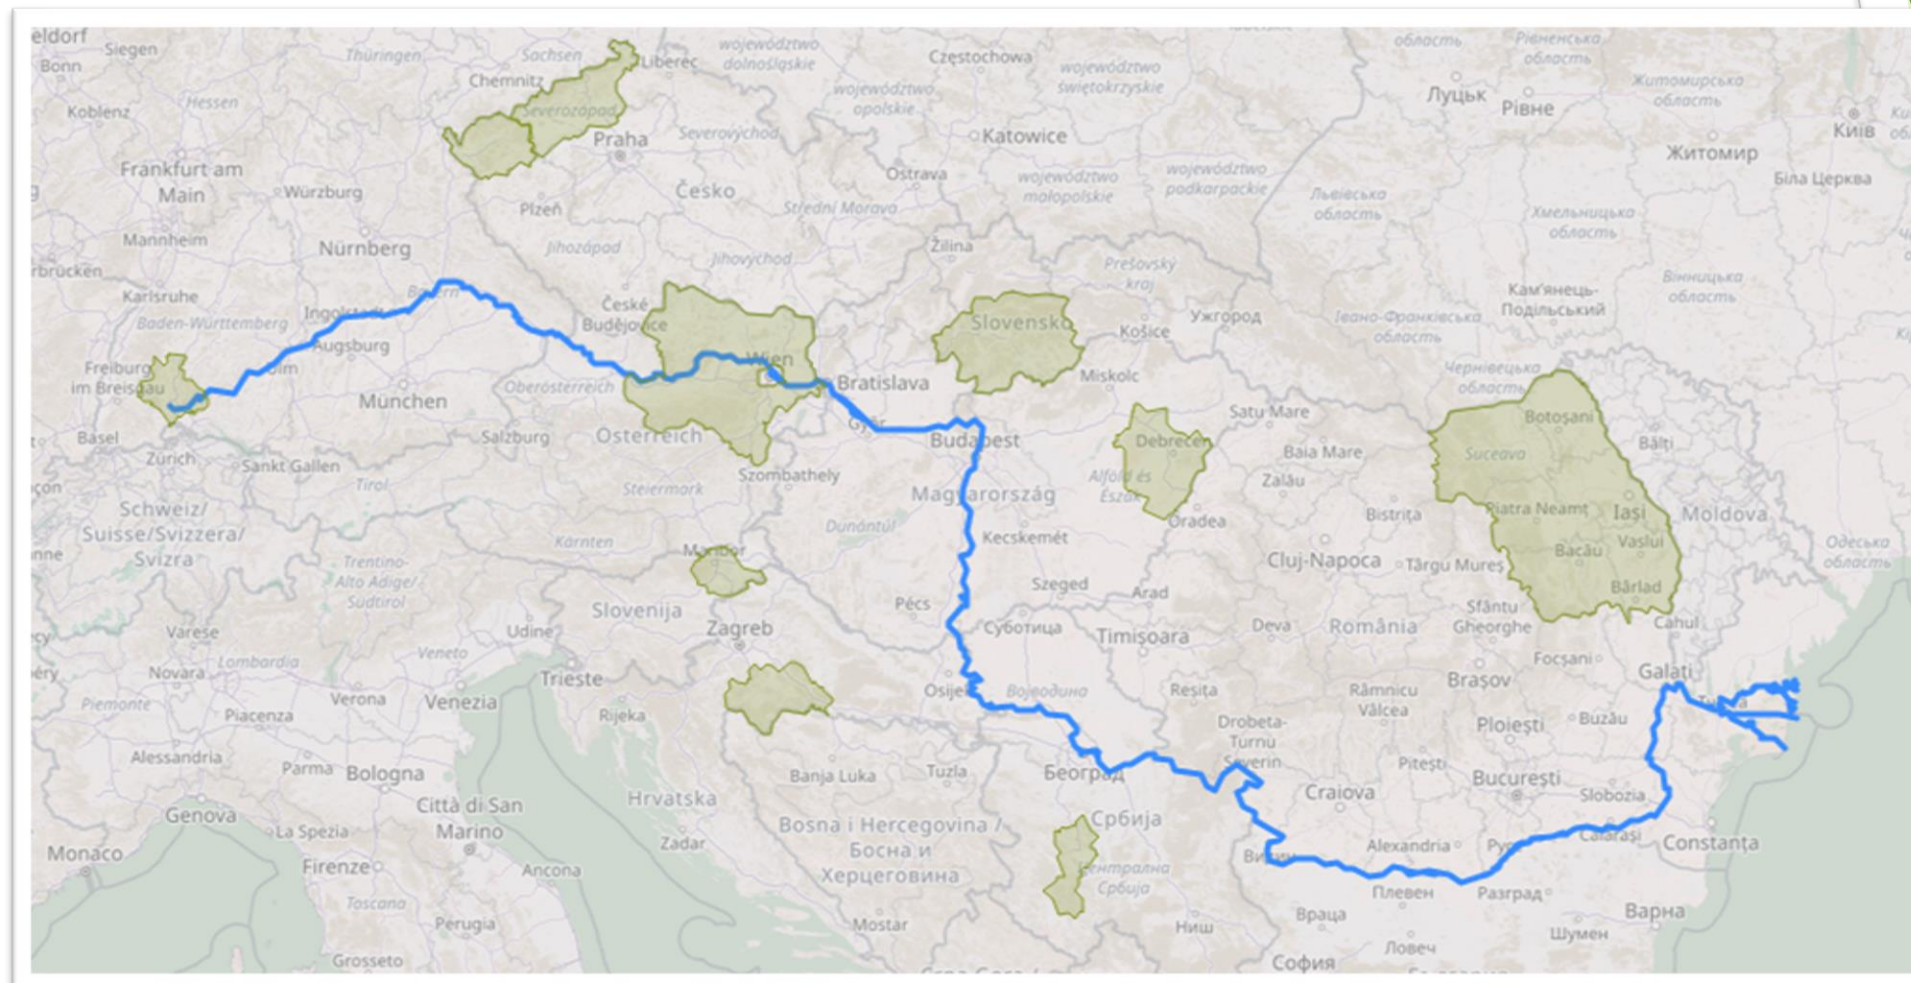 eldorf
Siegen
Thüringen
Sachsen
Liberec
województwo
dolnośląskie
Częstochowa
województwo
świętokrzyskie
область
Рівненська
область
Bonn
Chemnitz
Луцьк
Рівне
Житомирська
область
Koblenz
Hessen
Severozápad
województwo
opolskie
Київ
Praha
Severovýchod
Katowice
Житомир
Frankfurt am
Main
Würzburg
Česko
Ostrava
województwo
małopolskie
województwo
podkarpackie
Львівська
область
Біла Церква
Plzeň
Střední Morava
Хмельницька
область
Mannheim
Nürnberg
Jihozápad
Jihovýchod
Žilina
Prešovský
kraj
rbrücken
Karlsruhe
Bayern
Вінницька
область
Кам'янець-
Подільський
Baden-Württemberg
Ingolstadt
České
Budějovice
Slovensko
Košice
Ужгород
Івано-Франківська
область
Augsburg
Wien
Freiburg
im Breisgau
Ulm
Oberösterreich
Bratislava
Miskolc
Чернівецька
область
München
Győr
Satu Mare
Botoșani
Basel
Salzburg
Österreich
Budapest
Debrecen
Baia Mare
Suceava
Bălți
Zürich
Sankt Gallen
Szombathely
Alföld és
Észak
Zalău
Tirol
Steiermark
Magyarország
Schweiz/
Suisse/Svizzera/
Svizra
Dunántúl
Kecskemét
Oradea
Bistrița
Piatra Neamț
Iași
Moldova
Kärnten
Maribor
Cluj-Napoca
Târgu Mureș
Bacău
Vaslui
Одеська
область
Trentino-
Alto Adige/
Südtirol
Slovenija
Pécs
Szeged
Arad
Bârlad
Varese
Udine
Zagreb
Суботица
Timișoara
Deva
România
Sfântu
Gheorghe
Cahul
Novara
Lombardia
Veneto
Trieste
Osijek
Војводина
Reșița
Râmnicu
Vâlcea
Brașov
Focșani
Galați
Piemonte
Verona
Venezia
Piacenza
Rijeka
Drobeta-
Turnu
Severin
Ploiești
Buzău
Alessandria
Parma
Bologna
Banja Luka
Tuzla
Београд
Pitești
București
Genova
Città di San
Marino
Hrvatska
Craiova
Slobozia
La Spezia
Bosna i Hercegovina /
Босна и
Херцеговина
Србија
Călărași
Constanța
Monaco
Firenze
Zadar
Видин
Alexandria
Ancona
Централна
Србија
Плевен
Разград
Toscana
Perugia
Mostar
Ниш
Враца
Варна
Шумен
Ловеч
Grosseto
София